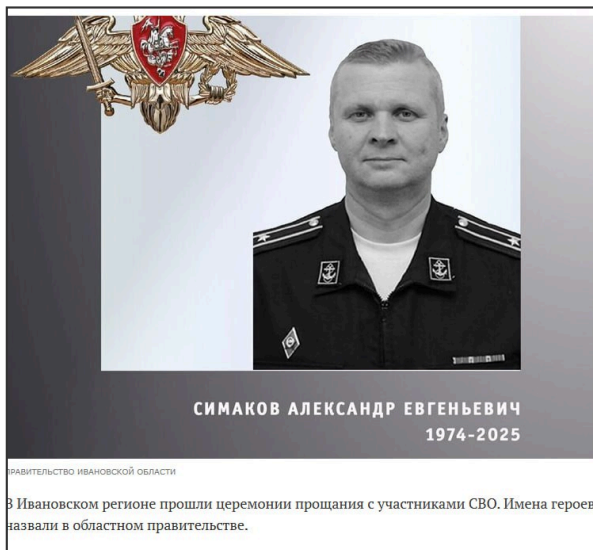 СИМАКОВ АЛЕКСАНДР ЕВГЕНЬЕВИЧ
1974-2025
ПРАВИТЕЛЬСТВО ИВАНОВСКОЙ ОБЛАСТИ
В Ивановском регионе прошли церемонии прощания с участниками СВО. Имена героев
назвали в областном правительстве.